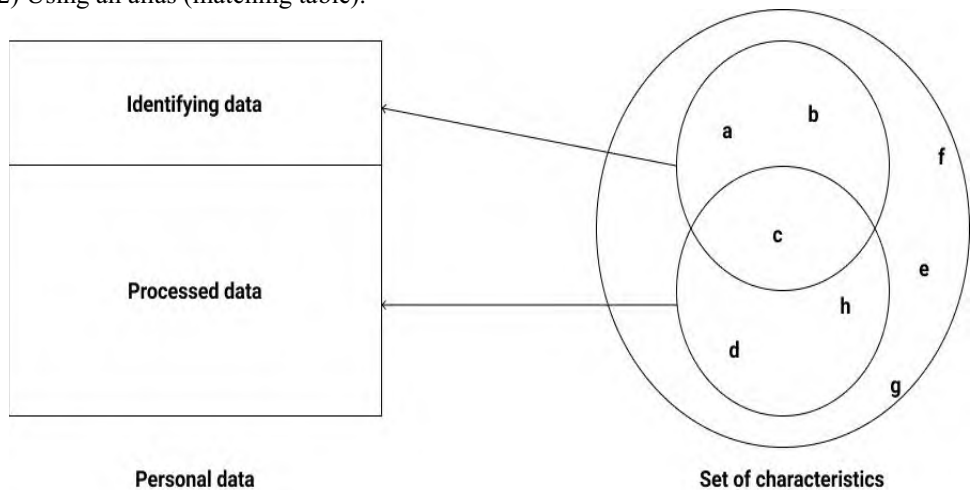 2) Using an alias (matching table).
Identifying data
a
b
f
c
e
Processed data
h
d
g
Personal data
Set of characteristics